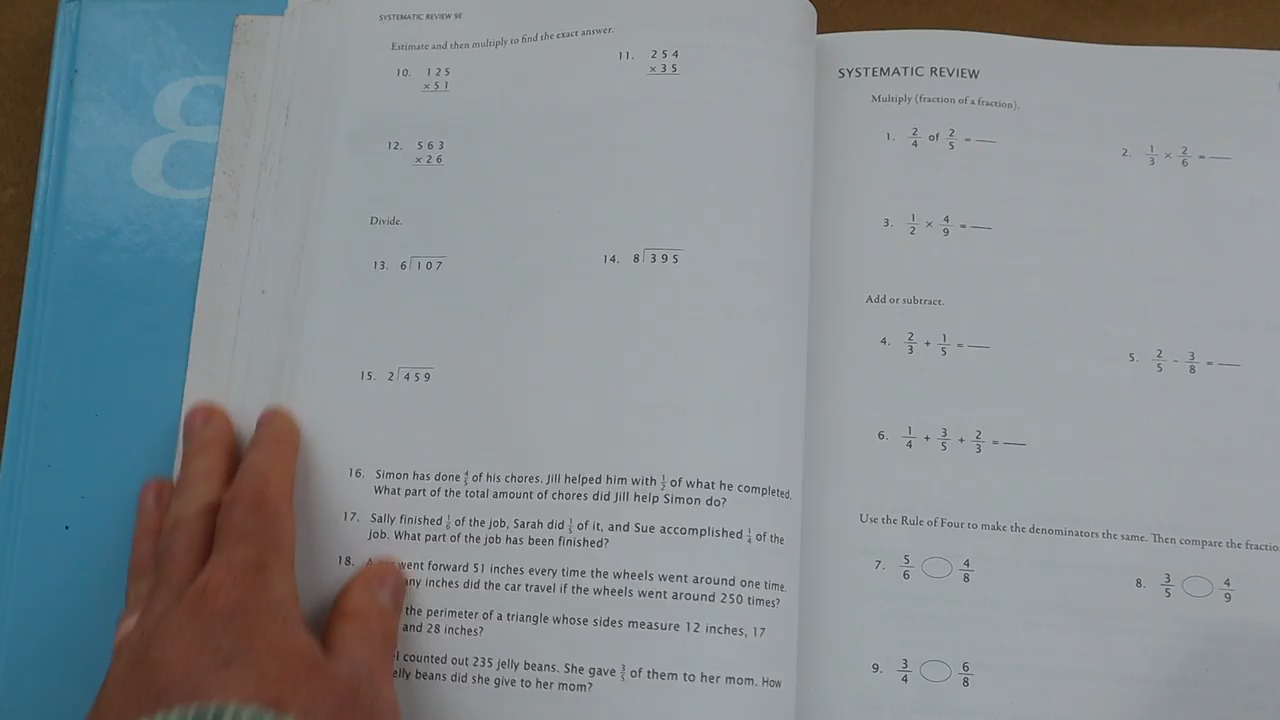 8
SYSTEMATIC REVIEW 9E
Estimate and then multiply to find the exact answer.
10. 125
×51
11. 254
×35
12. 563
×26
Divide.
13. 6 107
14. 8 395
15. 2 459
16. Simon has done 4/5 of his chores. Jill helped him with 1/2 of what he completed.
What part of the total amount of chores did Jill help Simon do?
17. Sally finished 1/6 of the job, Sarah did 1/5 of it, and Sue accomplished 1/4 of the
job. What part of the job has been finished?
18. went forward 51 inches every time the wheels went around one time.
inches did the car travel if the wheels went around 250 times?
the perimeter of a triangle whose sides measure 12 inches, 17
and 28 inches?
counted out 235 jelly beans. She gave 3/5 of them to her mom. How
beans did she give to her mom?
SYSTEMATIC REVIEW
Multiply (fraction of a fraction).
1. 2/4 of 2/5 = —
2. 1/3 × 2/6 = —
3. 1/2 × 4/9 = —
Add or subtract.
4. 2/3 + 1/5 = —
5. 2/5 - 3/8 = —
6. 1/4 + 3/5 + 2/3 = —
Use the Rule of Four to make the denominators the same. Then compare the
7. 5/6 4/8
8. 3/5 4/9
9. 3/4 6/8